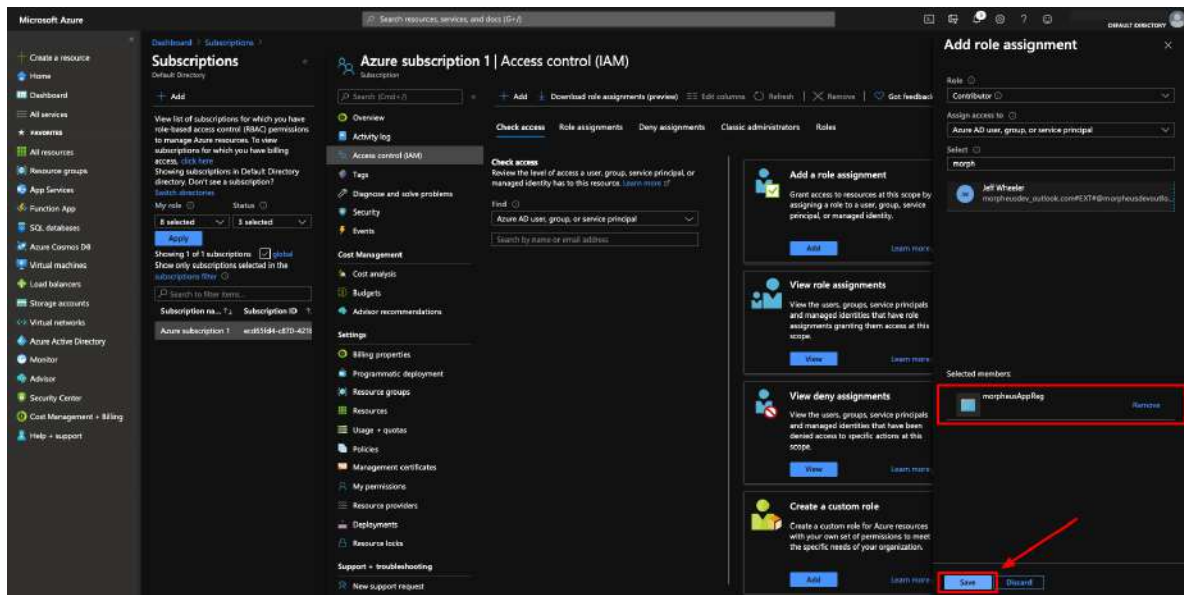 Microsoft Azure
Search resources, services, and docs (G+/)
DEFAULT DIRECTORY
Create a resource
Home
Dashboard
All services
FAVORITES
All resources
Resource groups
App Services
Function App
SQL databases
Azure Cosmos DB
Virtual machines
Load balancers
Storage accounts
Virtual networks
Azure Active Directory
Monitor
Advisor
Security Center
Cost Management + Billing
Help + support
Dashboard > Subscriptions >
Subscriptions
Default Directory
+ Add
View list of subscriptions for which you have
role-based access control (RBAC) permissions
to manage Azure resources. To view
subscriptions for which you have billing
access, click here
Showing subscriptions in Default Directory
directory. Don't see a subscription?
Switch directories
My role Status
8 selected 3 selected
Apply
Showing 1 of 1 subscriptions global
Show only subscriptions selected in the
subscriptions filter
Search to filter items...
Subscription na... ↑↓ Subscription ID ↑
Azure subscription 1
Azure subscription 1 | Access control (IAM)
Subscription
Search (Cmd+/)
Overview
Activity log
Access control (IAM)
Tags
Diagnose and solve problems
Security
Events
Cost Management
Cost analysis
Budgets
Advisor recommendations
Settings
Billing properties
Programmatic deployment
Resource groups
Resources
Usage + quotas
Policies
Management certificates
My permissions
Resource providers
Deployments
Resource locks
Support + troubleshooting
New support request
+ Add Download role assignments (preview) Edit columns Refresh Remove Got feedback
Check access Role assignments Deny assignments Classic administrators Roles
Check access
Review the level of access a user, group, service principal, or
managed identity has to this resource. Learn more
Find
Azure AD user, group, or service principal
Search by name or email address
Add a role assignment
Grant access to resources at this scope by
assigning a role to a user, group, service
principal, or managed identity.
Add Learn more
View role assignments
View the users, groups, service principals
and managed identities that have role
assignments granting them access at this
scope.
View Learn more
View deny assignments
View the users, groups, service principals
and managed identities that have been
denied access to specific actions at this
scope.
View Learn more
Create a custom role
Create a custom role for Azure resources
with your own set of permissions to meet
the specific needs of your organization.
Add Learn more
Add role assignment
Role
Contributor
Assign access to
Azure AD user, group, or service principal
Select
morph
Jeff Wheeler
morpheusdev_outlook.com#EXT#@morpheusdevoutlo...
Selected members:
morpheusAppReg
Remove
Save Discard